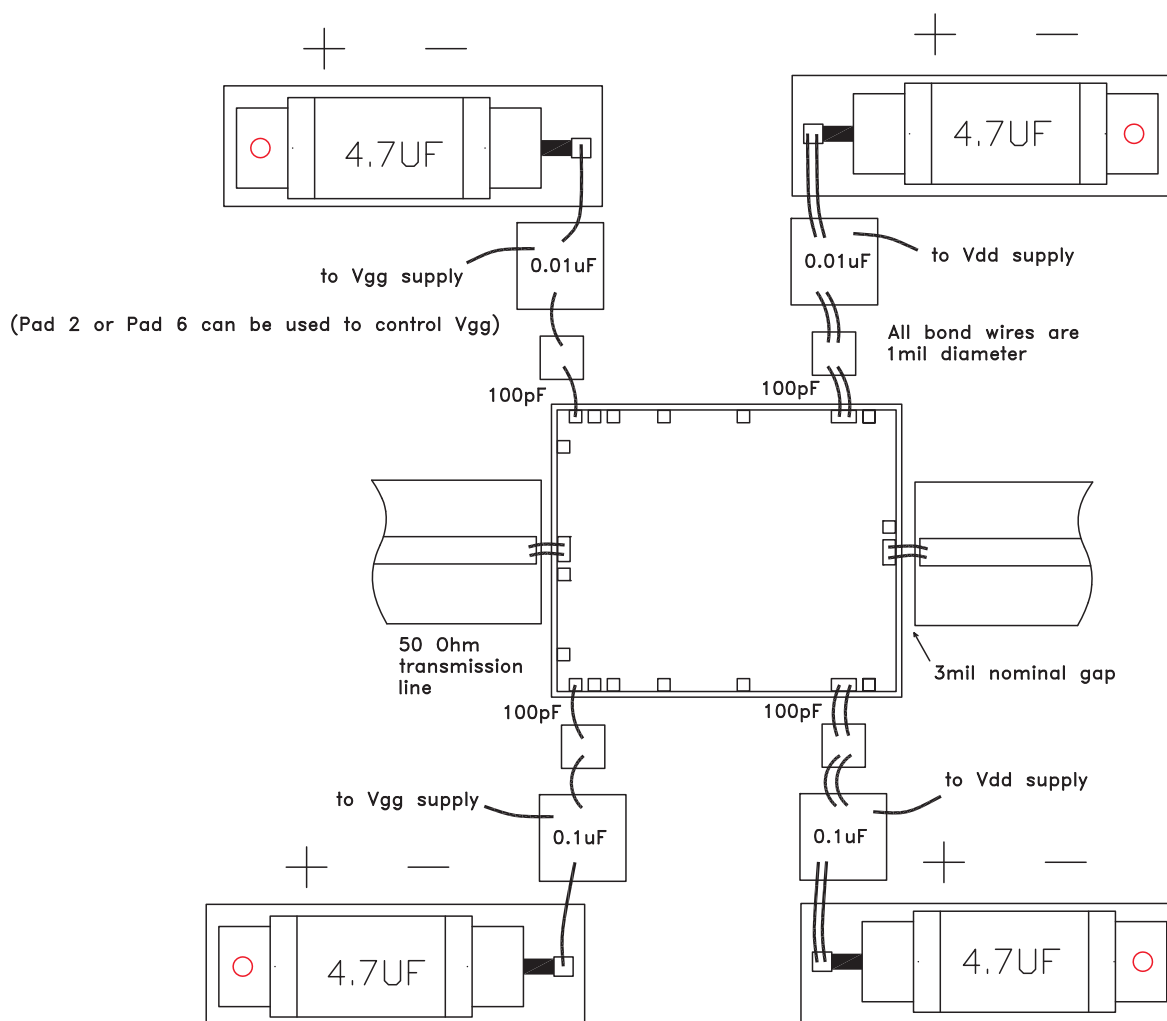 + −
+ −
4.7UF
4.7UF
0.01uF
0.01uF
to Vgg supply
to Vdd supply
(Pad 2 or Pad 6 can be used to control Vgg)
All bond wires are
1mil diameter
100pF
100pF
50 Ohm
transmission
line
3mil nominal gap
100pF
100pF
to Vgg supply
to Vdd supply
0.1uF
0.1uF
+ −
+ −
4.7UF
4.7UF